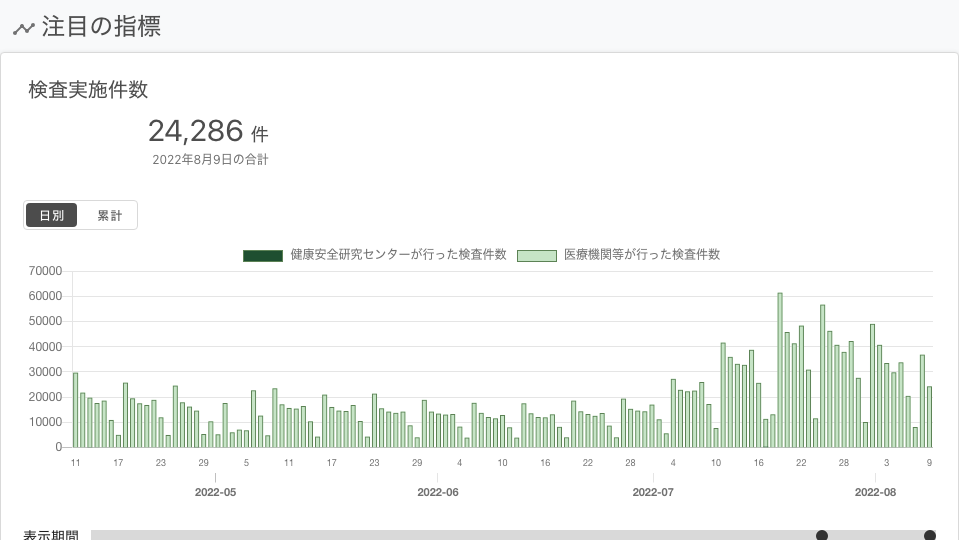 注目の指標
検査実施件数
24,286 件
2022年8月9日の合計
日別 累計
健康安全研究センターが行った検査件数 医療機関等が行った検査件数
70000
60000
50000
40000
30000
20000
10000
0
11 17 23 29 5 11 17 23 29 4 10 16 22 28 4 10 16 22 28 3 9
2022-05 2022-06 2022-07 2022-08
表示期間